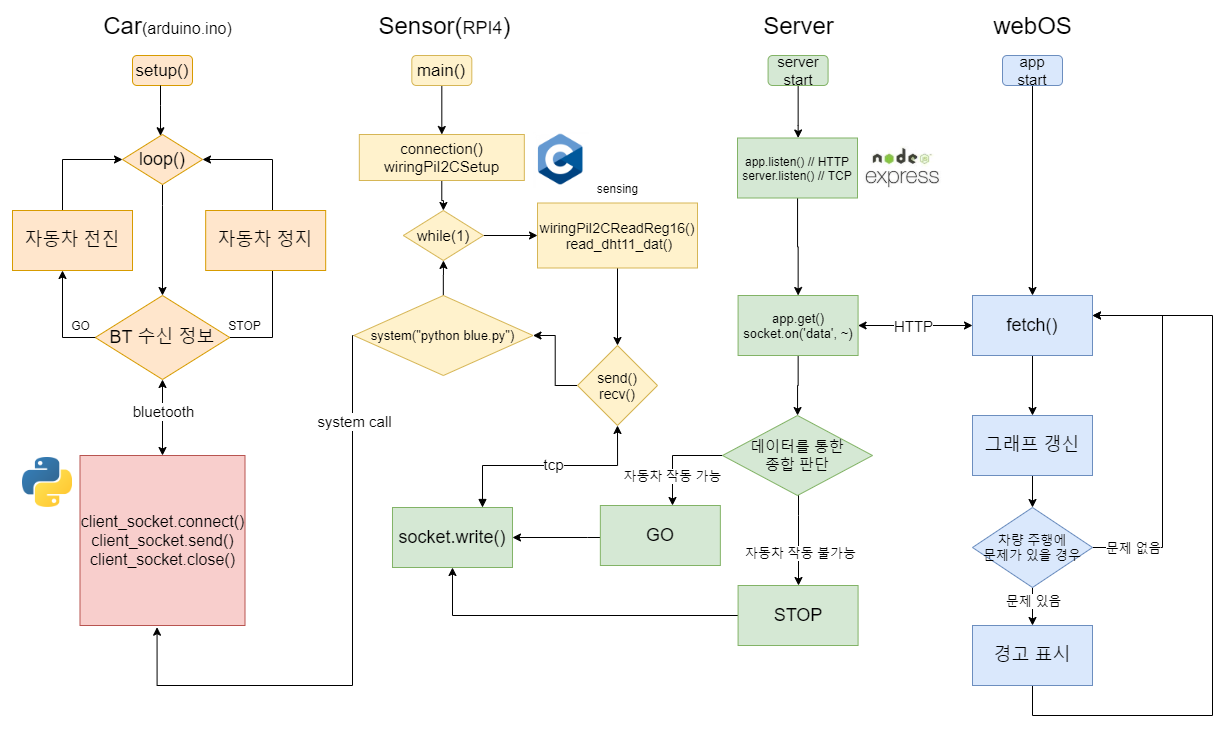 Car(arduino.ino)
setup()
loop()
자동차 전진
자동차 정지
GO
STOP
BT 수신 정보
bluetooth
client_socket.connect()
client_socket.send()
client_socket.close()
Sensor(RPI4)
main()
connection()
wiringPiI2CSetup
sensing
while(1)
wiringPiI2CReadReg16()
read_dht11_dat()
system("python blue.py")
send()
recv()
system call
tcp
socket.write()
Server
server
start
app.listen() // HTTP
server.listen() // TCP
node
express
app.get()
socket.on('data', ~)
HTTP
데이터를 통한
종합 판단
자동차 작동 가능
GO
자동차 작동 불가능
STOP
webOS
app
start
fetch()
그래프 갱신
차량 주행에
문제가 있을 경우
문제 없음
문제 있음
경고 표시